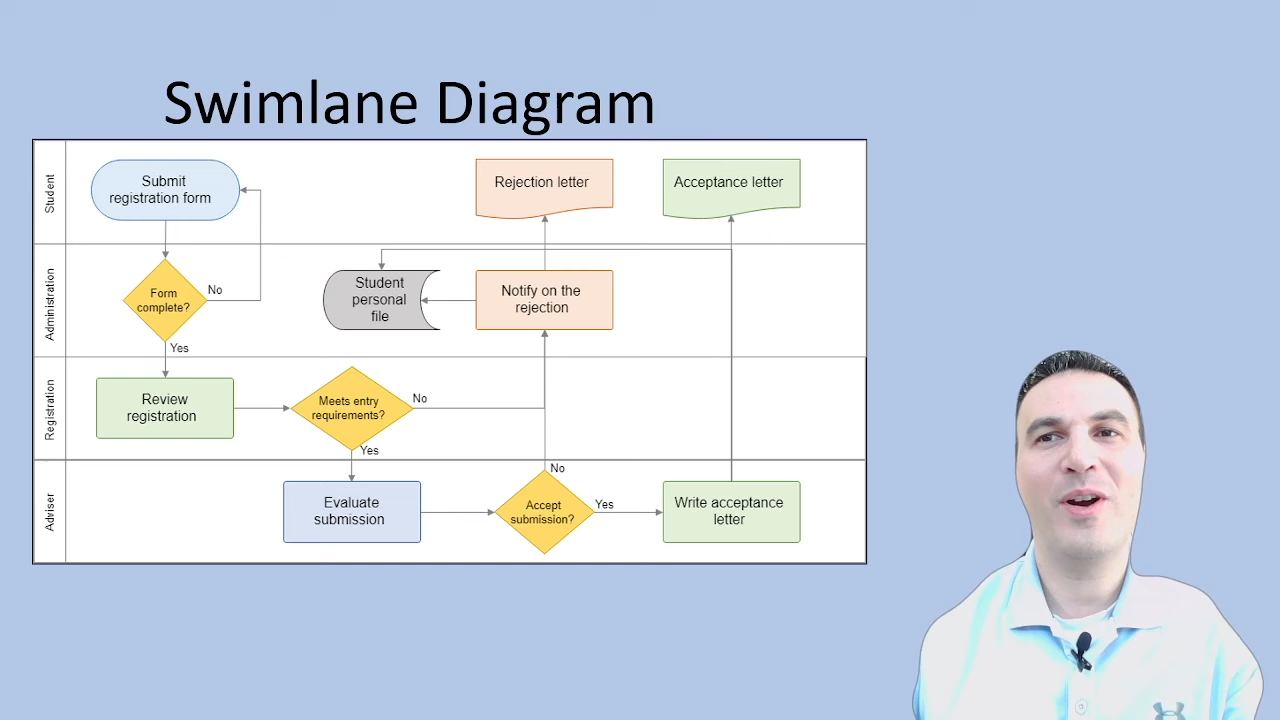 Swimlane Diagram
Student
Submit
registration form
Rejection letter
Acceptance letter
Administration
Form
complete?
No
Yes
Student
personal
file
Notify on the
rejection
Registration
Review
registration
Meets entry
requirements?
No
Yes
Adviser
Evaluate
submission
Accept
submission?
No
Yes
Write acceptance
letter